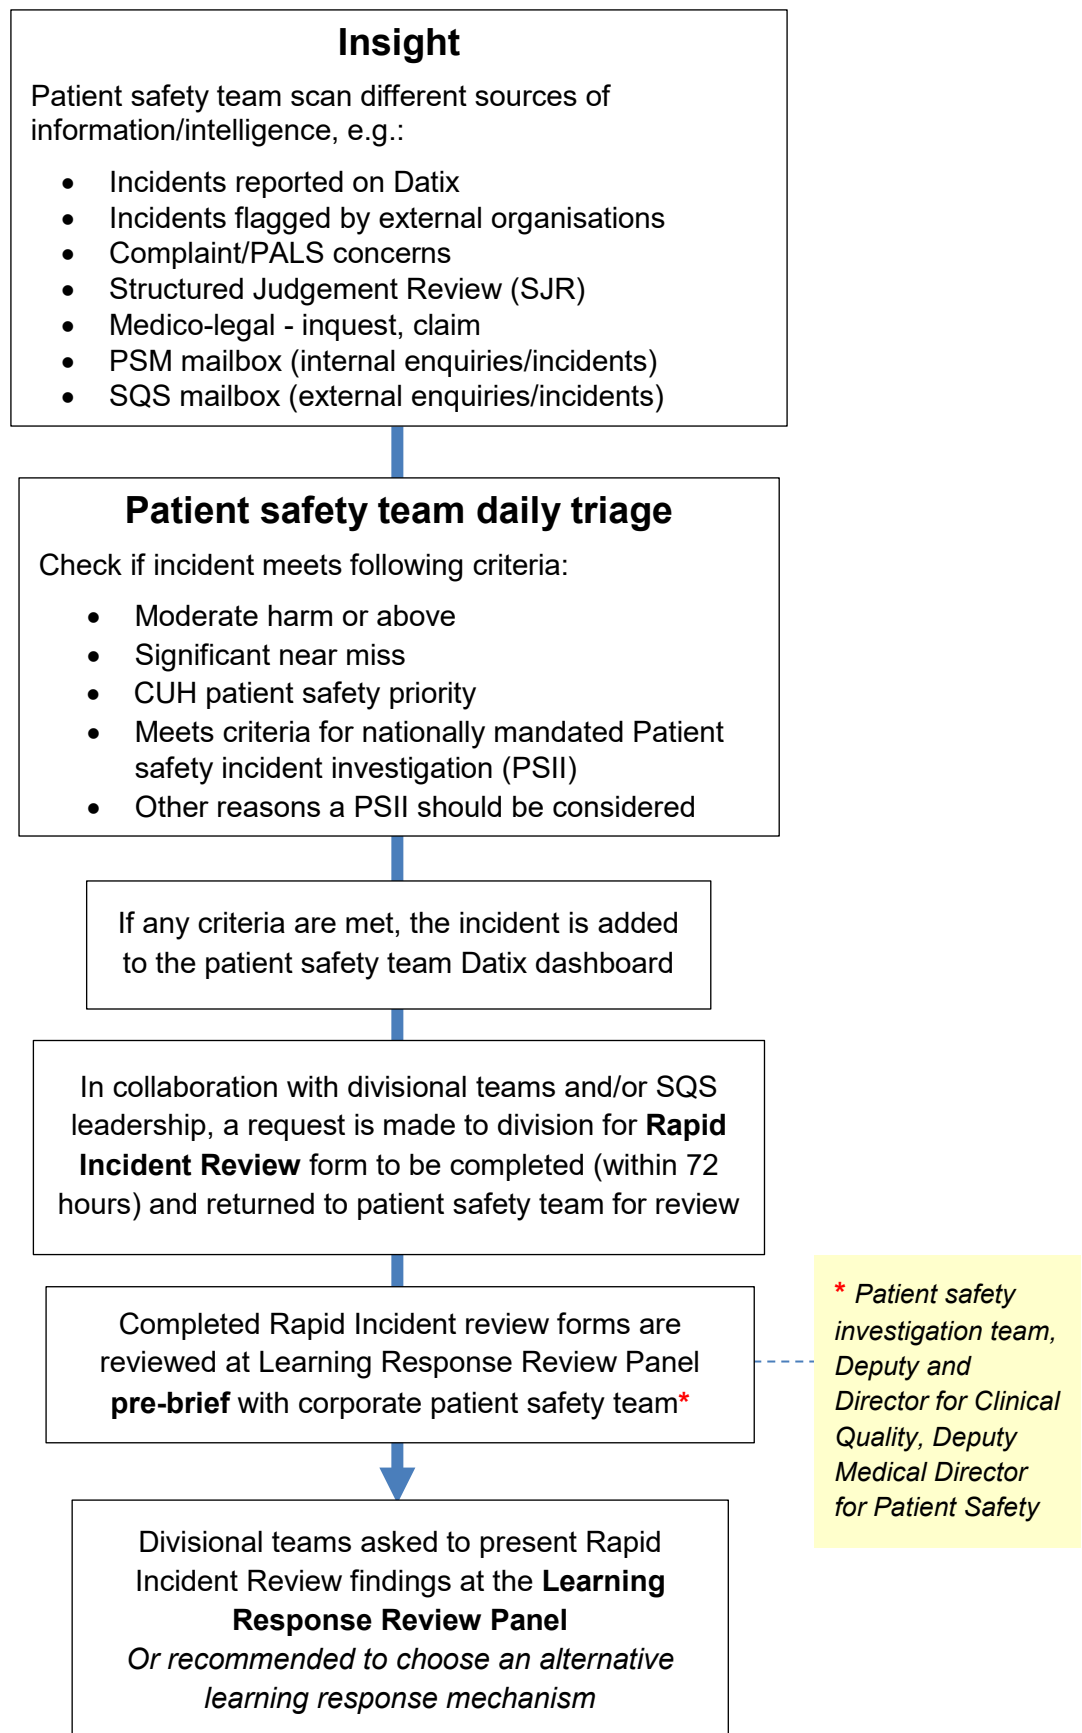 Insight
Patient safety team scan different sources of
information/intelligence, e.g.:
• Incidents reported on Datix
• Incidents flagged by external organisations
• Complaint/PALS concerns
• Structured Judgement Review (SJR)
• Medico-legal - inquest, claim
• PSM mailbox (internal enquiries/incidents)
• SQS mailbox (external enquiries/incidents)
Patient safety team daily triage
Check if incident meets following criteria:
• Moderate harm or above
• Significant near miss
• CUH patient safety priority
• Meets criteria for nationally mandated Patient
safety incident investigation (PSII)
• Other reasons a PSII should be considered
If any criteria are met, the incident is added
to the patient safety team Datix dashboard
In collaboration with divisional teams and/or SQS
leadership, a request is made to division for Rapid
Incident Review form to be completed (within 72
hours) and returned to patient safety team for review
Completed Rapid Incident review forms are
reviewed at Learning Response Review Panel
pre-brief with corporate patient safety team*
* Patient safety
investigation team,
Deputy and
Director for Clinical
Quality, Deputy
Medical Director
for Patient Safety
Divisional teams asked to present Rapid
Incident Review findings at the Learning
Response Review Panel
Or recommended to choose an alternative
learning response mechanism